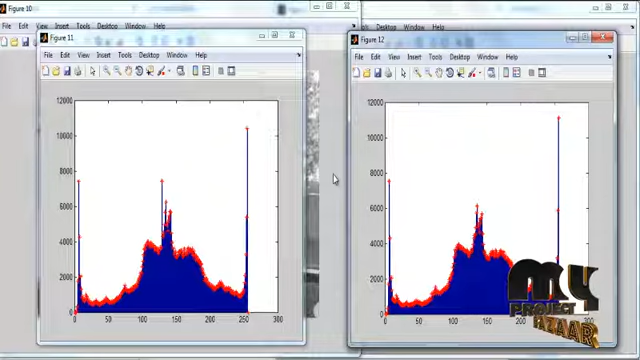 Figure 10
File Edit View Insert Tools Desktop Window Help
Figure 11
File Edit View Insert Tools Desktop Window Help
12000
10000
8000
6000
4000
2000
0
0 50 100 150 200 250 300
Figure 12
File Edit View Insert Tools Desktop Window Help
12000
10000
8000
6000
4000
2000
0
0 50 100 150 200 250 300
MY
PROJECT
BAZAAR